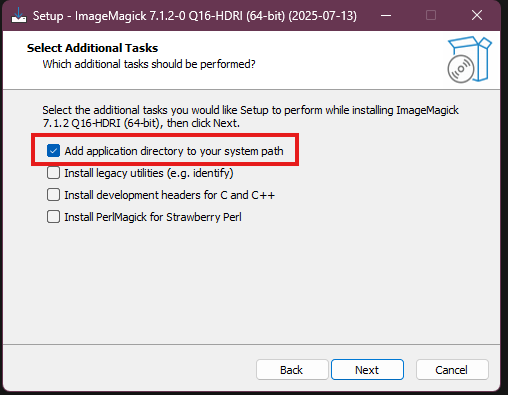 Setup - ImageMagick 7.1.2-0 Q16-HDRI (64-bit) (2025-07-13)
Select Additional Tasks
Which additional tasks should be performed?
Select the additional tasks you would like Setup to perform while installing ImageMagick
7.1.2 Q16-HDRI (64-bit), then click Next.
Add application directory to your system path
Install legacy utilities (e.g. identify)
Install development headers for C and C++
Install PerlMagick for Strawberry Perl
Back Next Cancel